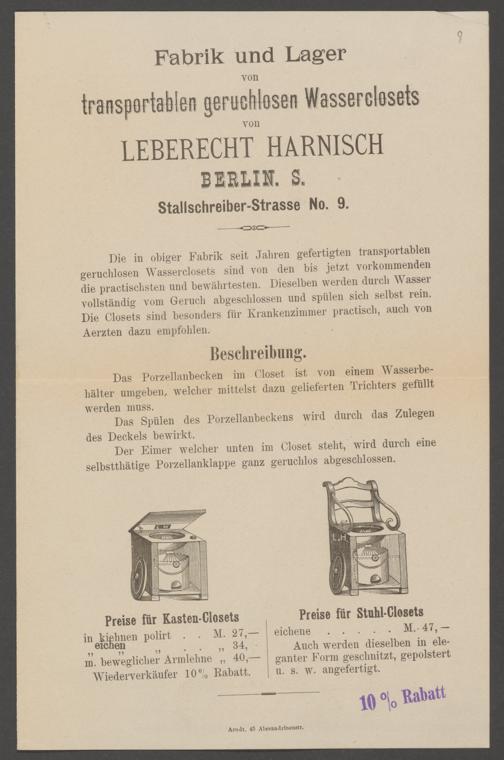 8
Fabrik und Lager
von
transportablen geruchlosen Wasserclosets
von
LEBERECHT HARNISCH
BERLIN. S.
Stallschreiber-Strasse No. 9.
Die in obiger Fabrik seit Jahren gefertigten transportablen
geruchlosen Wasserclosets sind von den bis jetzt vorkommenden
die practischsten und bewährtesten. Dieselben werden durch Wasser
vollständig vom Geruch abgeschlossen und spülen sich selbst rein.
Die Closets sind besonders für Krankenzimmer practisch, auch von
Aerzten dazu empfohlen.
Beschreibung.
Das Porzellanbecken im Closet ist von einem Wasserbe-
hälter umgeben, welcher mittelst dazu gelieferten Trichters gefüllt
werden muss.
Das Spülen des Porzellanbeckens wird durch das Zulegen
des Deckels bewirkt.
Der Eimer welcher unten im Closet steht, wird durch eine
selbstthätige Porzellanklappe ganz geruchlos abgeschlossen.
L.H.
Preise für Kasten-Closets
in kiehnen polirt . . M. 27,—
„ eichen „ . . „ 34,
m. beweglicher Armlehne „ 40,—
Wiederverkäufer 10% Rabatt.
Preise für Stuhl-Closets
eichene . . . . . M. 47,—
Auch werden dieselben in ele-
ganter Form geschnitzt, gepolstert
u. s. w. angefertigt.
10 % Rabatt
Arndt, 45 Alexandrinenstr.